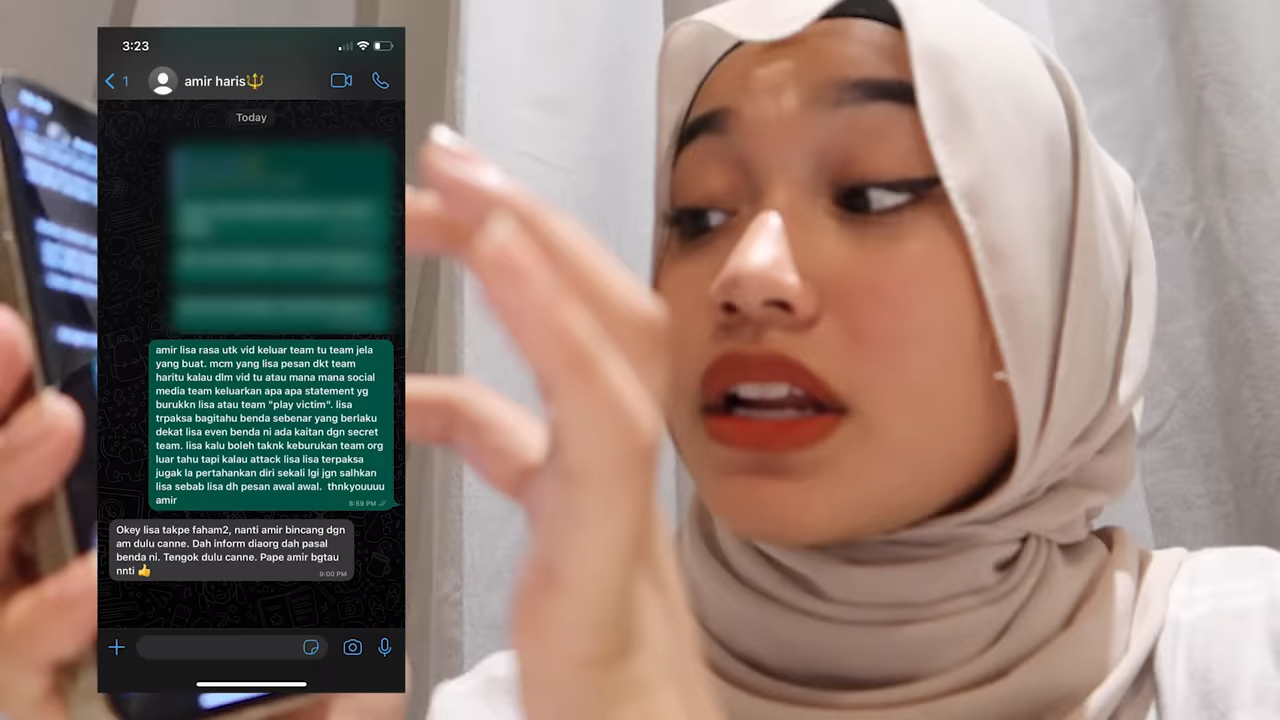 3:23
1
amir haris🔱
Today
amir lisa rasa utk vid keluar team tu team jela
yang buat. mcm yang lisa pesan dkt team
haritu kalau dlm vid tu atau mana mana social
media team keluarkan apa apa statement yg
burukkn lisa atau team "play victim". lisa
trpaksa bagitahu benda sebenar yang berlaku
dekat lisa even benda ni ada kaitan dgn secret
team. lisa kalu boleh taknk keburukan team org
luar tahu tapi kalau attack lisa lisa terpaksa
jugak la pertahankan diri sekali lgi jgn salhkan
lisa sebab lisa dh pesan awal awal. thnkyouuuu
amir
8:59 PM
Okey lisa takpe faham2, nanti amir bincang dgn
am dulu canne. Dah inform diaorg dah pasal
benda ni. Tengok dulu canne. Pape amir bgtau
nnti 👍
9:00 PM